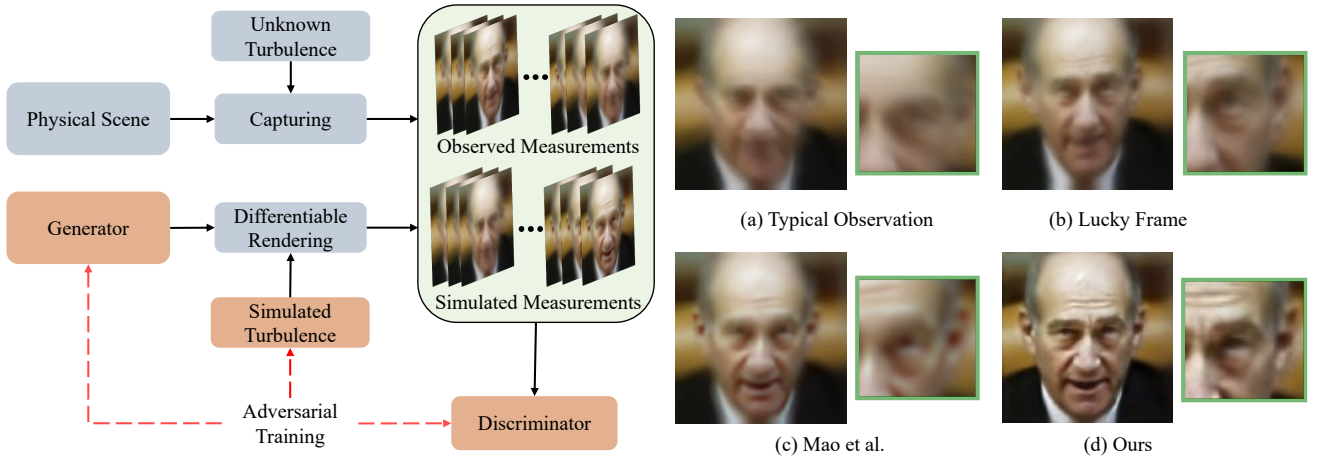 Unknown
Turbulence
Physical Scene
Capturing
Observed Measurements
Generator
Differentiable
Rendering
Simulated Measurements
Simulated
Turbulence
Adversarial
Training
Discriminator
(a) Typical Observation
(b) Lucky Frame
(c) Mao et al.
(d) Ours